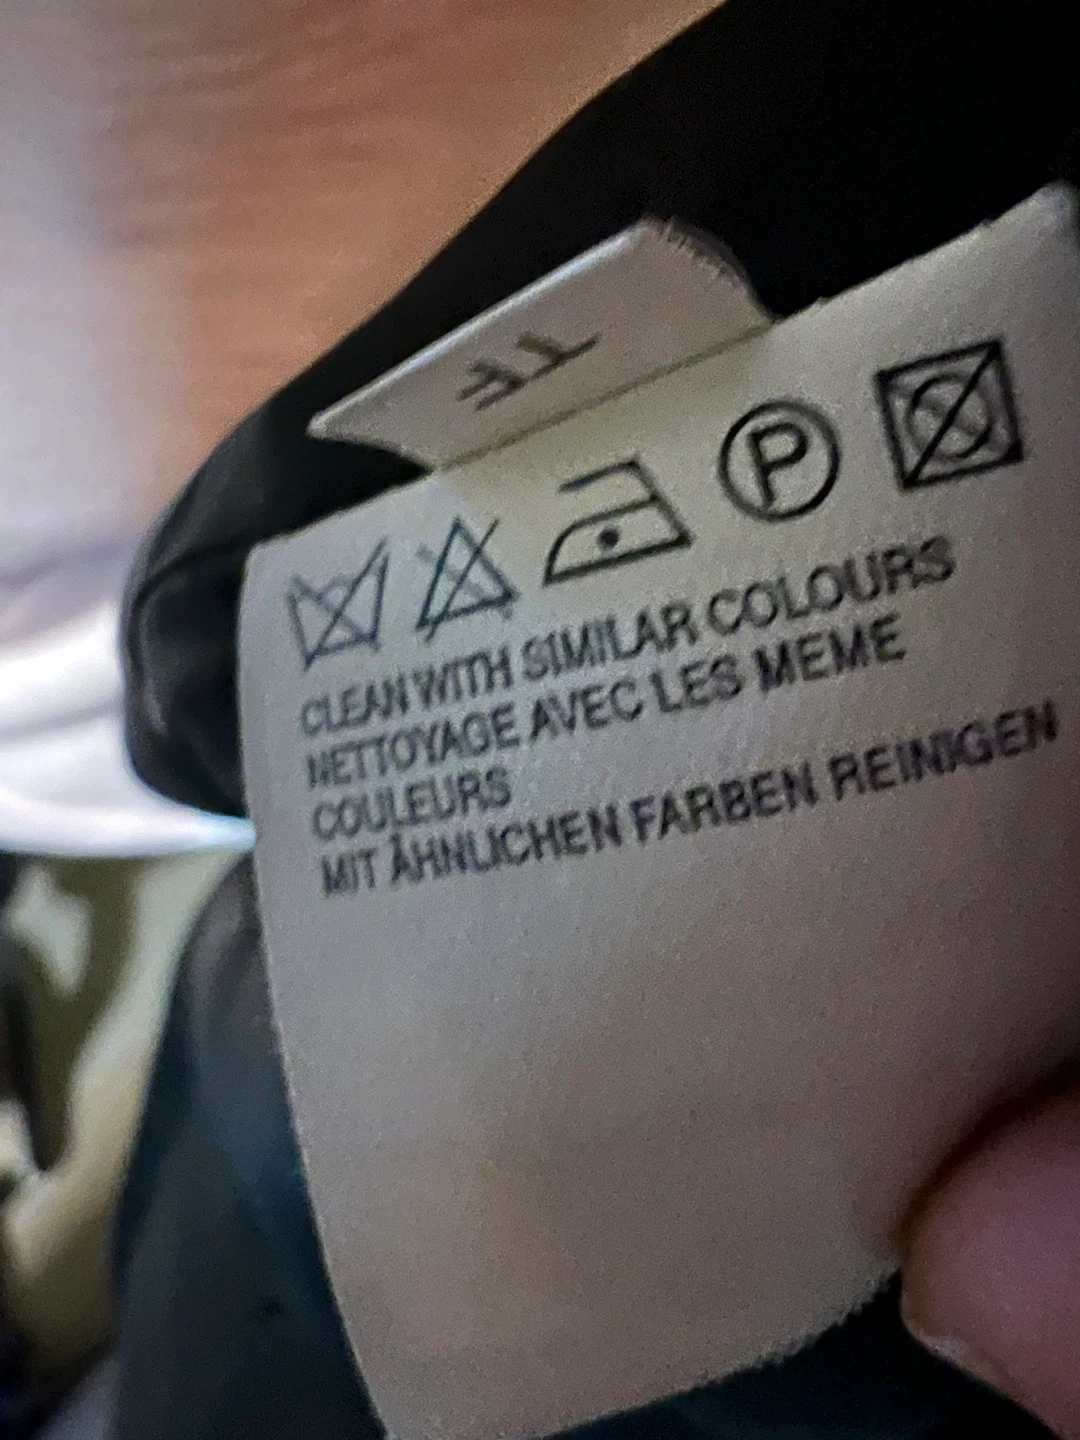 P
CLEAN WITH SIMILAR COLOURS
NETTOYAGE AVEC LES MEME
COULEURS
MIT ÄHNLICHEN FARBEN REINIGEN